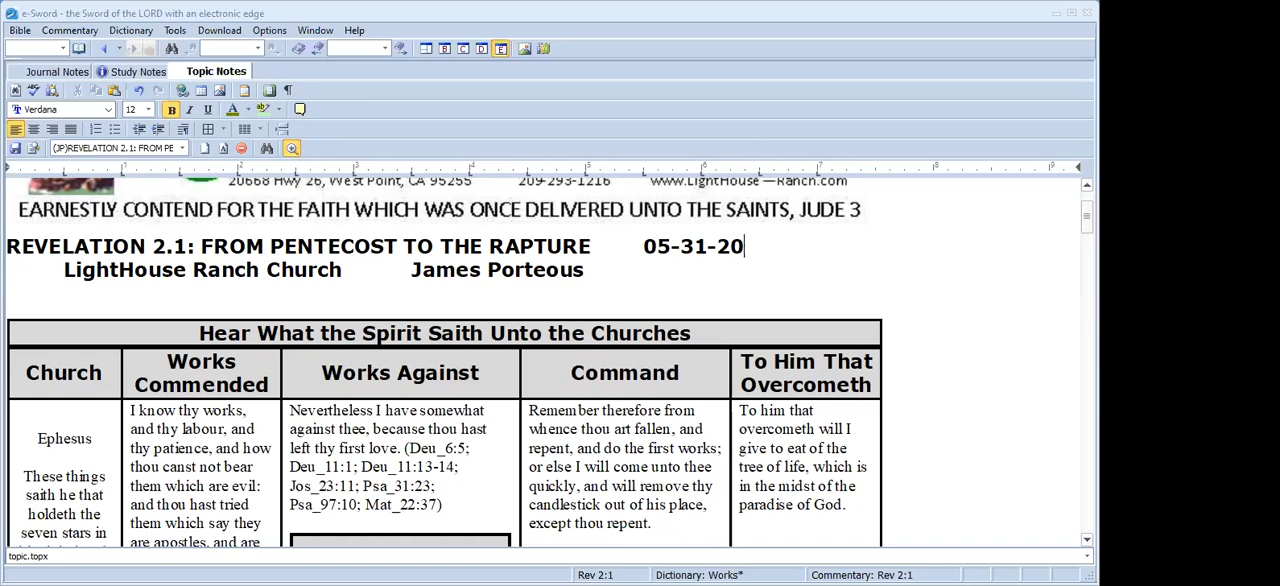 e-Sword - the Sword of the LORD with an electronic edge
Bible Commentary Dictionary Tools Download Options Window Help
B C D E
Journal Notes Study Notes Topic Notes
Verdana 12 B I U A
(JP)REVELATION 2.1: FROM PE
1 2 3 4 5 6 7 8 9
20668 Hwy 26, West Point, CA 95255 209-293-1216 www.LightHouse—Ranch.com
EARNESTLY CONTEND FOR THE FAITH WHICH WAS ONCE DELIVERED UNTO THE SAINTS, JUDE 3
REVELATION 2.1: FROM PENTECOST TO THE RAPTURE 05-31-20
LightHouse Ranch Church James Porteous
Hear What the Spirit Saith Unto the Churches
Church
Works
Commended
Works Against
Command
To Him That
Overcometh
Ephesus
These things
saith he that
holdeth the
seven stars in
I know thy works,
and thy labour, and
thy patience, and how
thou canst not bear
them which are evil:
and thou hast tried
them which say they
are apostles, and are
Nevertheless I have somewhat
against thee, because thou hast
left thy first love. (Deu_6:5;
Deu_11:1; Deu_11:13-14;
Jos_23:11; Psa_31:23;
Psa_97:10; Mat_22:37)
Remember therefore from
whence thou art fallen, and
repent, and do the first works;
or else I will come unto thee
quickly, and will remove thy
candlestick out of his place,
except thou repent.
To him that
overcometh will I
give to eat of the
tree of life, which is
in the midst of the
paradise of God.
topic.topx
Rev 2:1 Dictionary: Works* Commentary: Rev 2:1